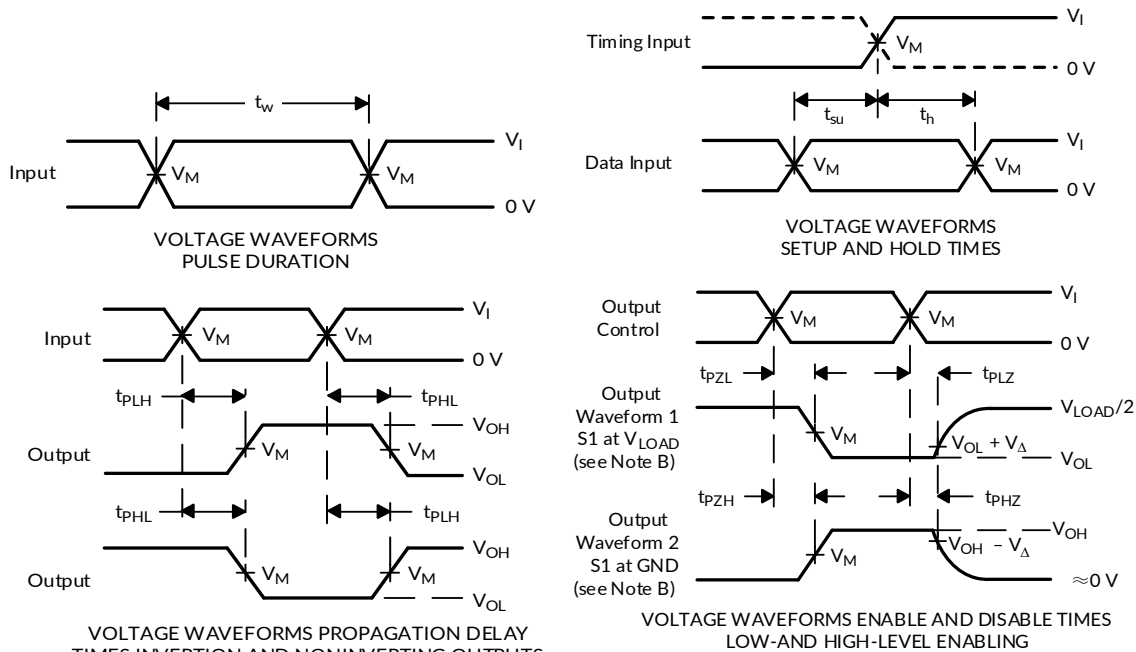 t_w
Input
V_I
V_M
V_M
0 V
VOLTAGE WAVEFORMS
PULSE DURATION
Timing Input
V_I
V_M
0 V
t_su
t_h
Data Input
V_I
V_M
V_M
0 V
VOLTAGE WAVEFORMS
SETUP AND HOLD TIMES
Input
V_I
V_M
V_M
0 V
t_PLH
t_PHL
Output
V_OH
V_M
V_M
V_OL
t_PHL
t_PLH
Output
V_OH
V_M
V_M
V_OL
VOLTAGE WAVEFORMS PROPAGATION DELAY
TIMES INVERTION AND NONINVERTING OUTPUTS
Output
Control
V_I
V_M
V_M
0 V
t_PZL
t_PLZ
Output
Waveform 1
S1 at V_LOAD
(see Note B)
V_LOAD/2
V_M
V_OL + V_Δ
V_OL
t_PZH
t_PHZ
Output
Waveform 2
S1 at GND
(see Note B)
V_OH
V_M
V_OH – V_Δ
≈0 V
VOLTAGE WAVEFORMS ENABLE AND DISABLE TIMES
LOW-AND HIGH-LEVEL ENABLING